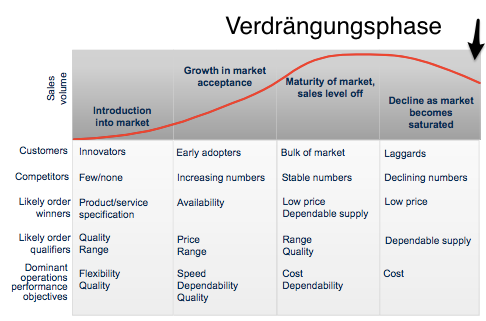 Verdrängungsphase
Sales
volume
Introduction
into market
Growth in market
acceptance
Maturity of market,
sales level off
Decline as market
becomes
saturated
Customers Innovators Early adopters Bulk of market Laggards
Competitors Few/none Increasing numbers Stable numbers Declining numbers
Likely order
winners
Product/service
specification
Availability
Low price
Dependable supply
Low price
Likely order
qualifiers
Quality
Range
Price
Range
Range
Quality
Dependable supply
Dominant
operations
performance
objectives
Flexibility
Quality
Speed
Dependability
Quality
Cost
Dependability
Cost